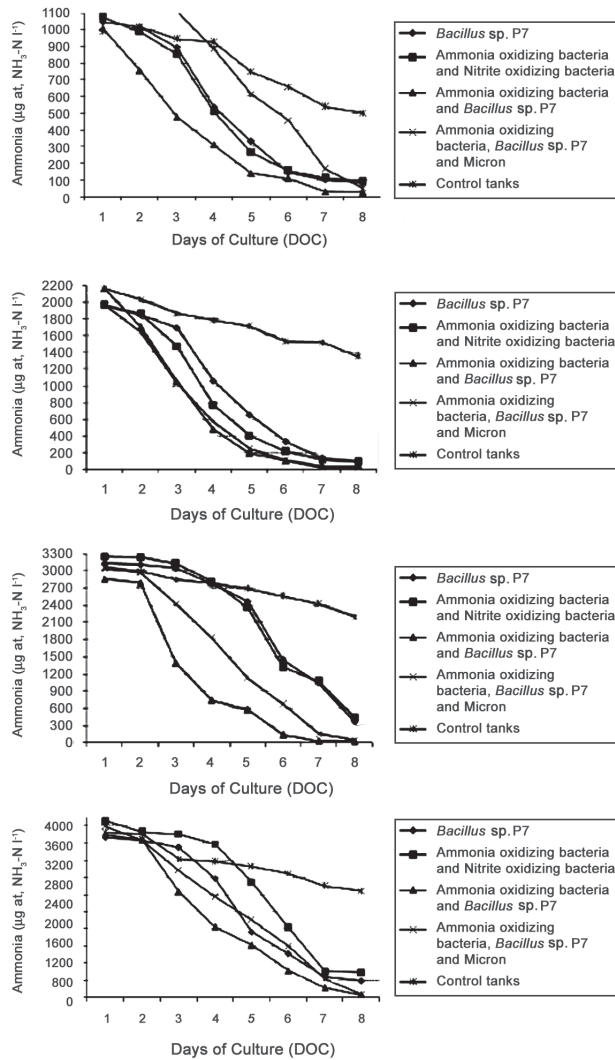 Ammonia (µg at, NH₃-N l⁻¹)
1100
1000
900
800
700
600
500
400
300
200
100
0
1 2 3 4 5 6 7 8
Days of Culture (DOC)
Bacillus sp. P7
Ammonia oxidizing bacteria
and Nitrite oxidizing bacteria
Ammonia oxidizing bacteria
and Bacillus sp. P7
Ammonia oxidizing
bacteria, Bacillus sp. P7
and Micron
Control tanks
Ammonia (µg at, NH₃-N l⁻¹)
2200
2000
1800
1600
1400
1200
1000
800
600
400
200
0
1 2 3 4 5 6 7 8
Days of Culture (DOC)
Bacillus sp. P7
Ammonia oxidizing bacteria
and Nitrite oxidizing bacteria
Ammonia oxidizing bacteria
and Bacillus sp. P7
Ammonia oxidizing
bacteria, Bacillus sp. P7
and Micron
Control tanks
Ammonia (µg at, NH₃-N l⁻¹)
3300
3000
2700
2400
2100
1800
1500
1200
900
600
300
0
1 2 3 4 5 6 7 8
Days of Culture (DOC)
Bacillus sp. P7
Ammonia oxidizing bacteria
and Nitrite oxidizing bacteria
Ammonia oxidizing bacteria
and Bacillus sp. P7
Ammonia oxidizing
bacteria, Bacillus sp. P7
and Micron
Control tanks
Ammonia (µg at, NH₃-N l⁻¹)
4000
3600
3200
2800
2400
2000
1600
1200
800
400
0
1 2 3 4 5 6 7 8
Days of Culture (DOC)
Bacillus sp. P7
Ammonia oxidizing bacteria
and Nitrite oxidizing bacteria
Ammonia oxidizing bacteria
and Bacillus sp. P7
Ammonia oxidizing
bacteria, Bacillus sp. P7
and Micron
Control tanks